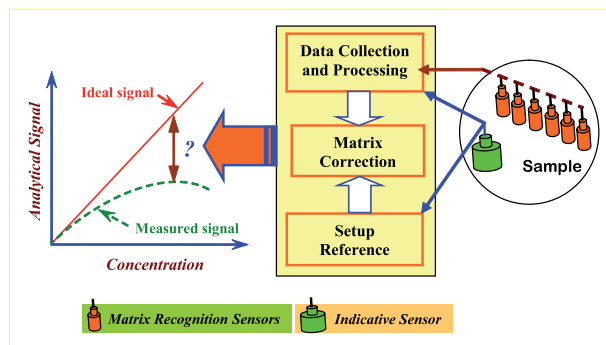 Analytical Signal
Ideal signal
?
Measured signal
Concentration
Data Collection
and Processing
Matrix
Correction
Setup
Reference
Sample
Matrix Recognition Sensors
Indicative Sensor